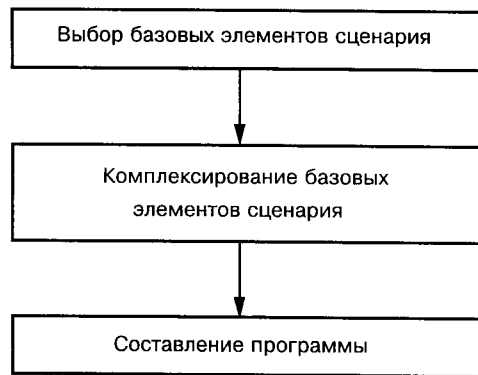 Выбор базовых элементов сценария
Комплексирование базовых
элементов сценария
Составление программы